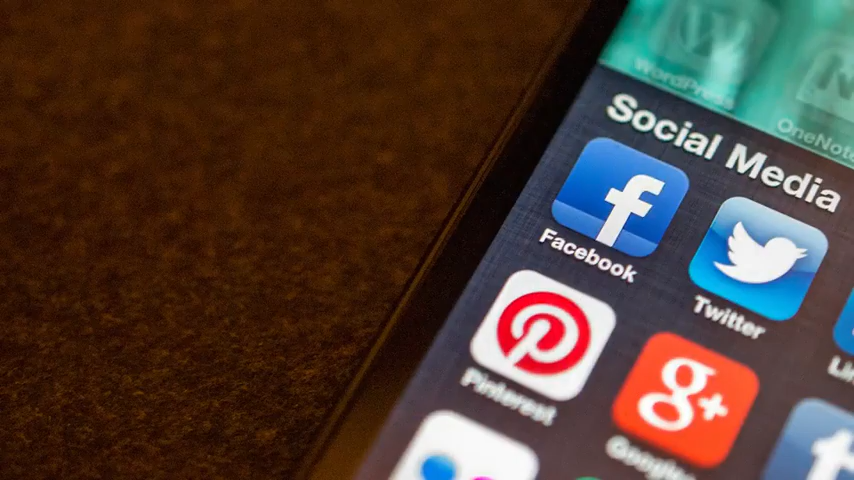 WordPress
OneNote
Social Media
Facebook
Twitter
Pinterest
Google